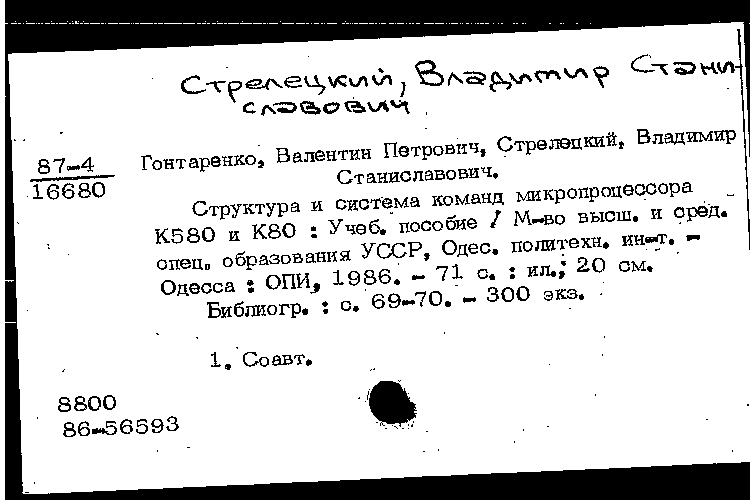 Стрелецкий, Владимир Стани-
славович
87-4
16680
Гонтаренко, Валентин Петрович, Стрелецкий, Владимир
Станиславович.
Структура и система команд микропроцессора
К580 и К80 : Учеб. пособие / М-во высш. и сред.
спец. образования УССР, Одес. политехн. ин-т. -
Одесса : ОПИ, 1986. - 71 с. : ил.; 20 см.
Библиогр. : с. 69-70. - 300 экз.
1. Соавт.
8800
86-56593